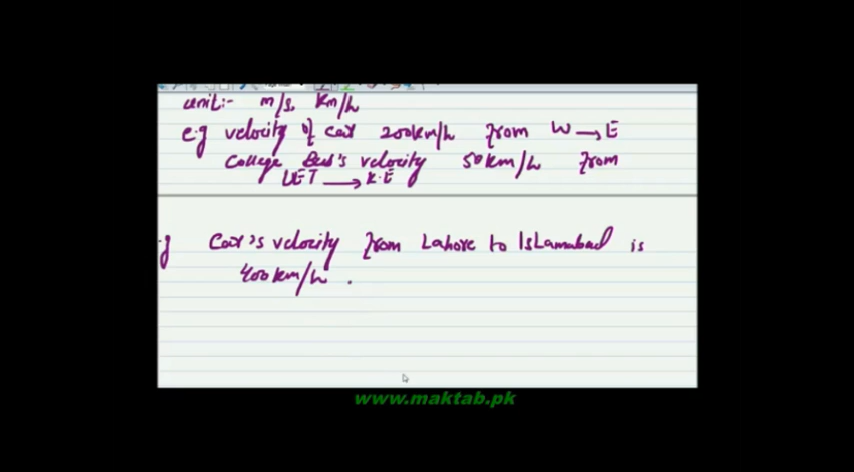 unit:- m/s, km/h
e.g velocity of car 200km/h from W → E
College Bus's velocity 50km/h from
UET → K.E
g Car's velocity from Lahore to Islamabad is
400km/h .
www.maktab.pk